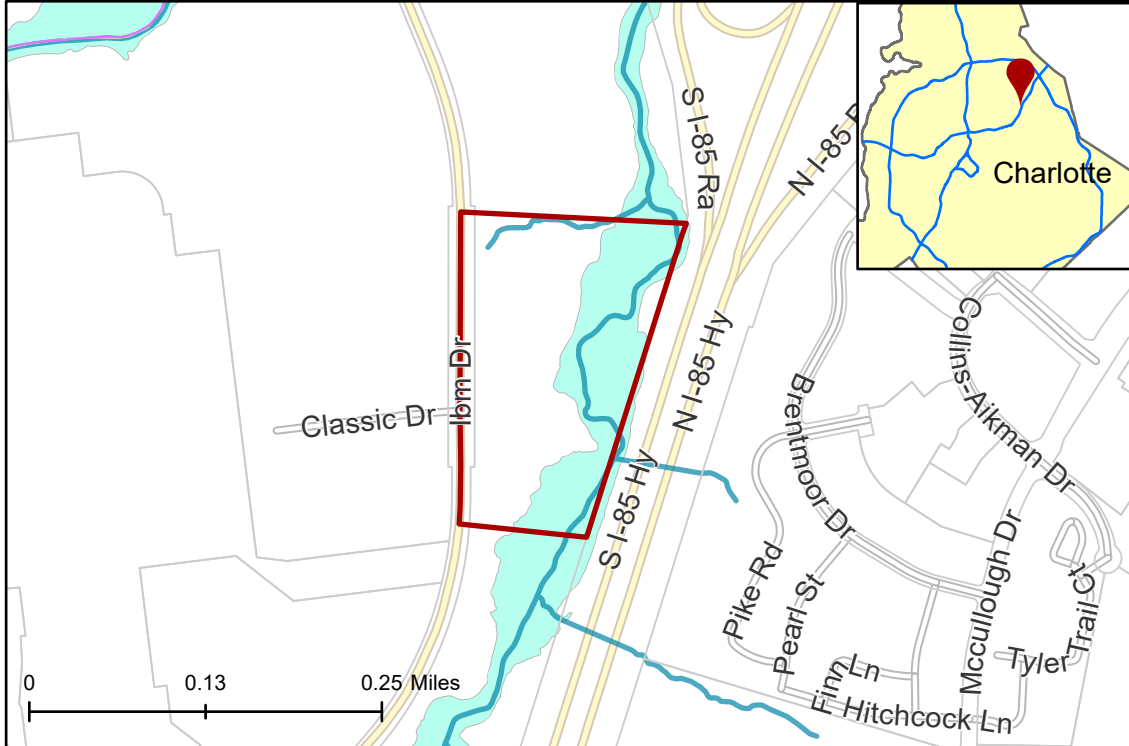 S I-85 Ra
N I-85 R
Charlotte
N I-85 Hy
Collins-Aikman Dr
Ibm Dr
Classic Dr
Brentmoor Dr
S I-85 Hy
Mccullough Dr
Pike Rd
Pearl St
Trail Ct
Tyler
Finn Ln
Hitchcock Ln
0 0.13 0.25 Miles